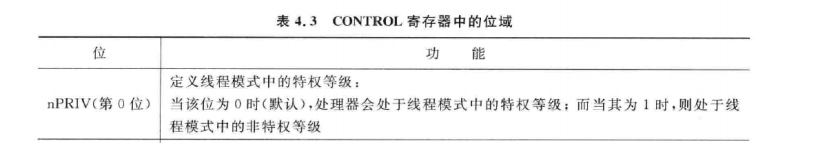 表 4.3 CONTROL 寄存器中的位域
位 功 能
nPRIV(第 0 位) 定义线程模式中的特权等级：
当该位为 0 时(默认),处理器会处于线程模式中的特权等级；而当其为 1 时,则处于线
程模式中的非特权等级